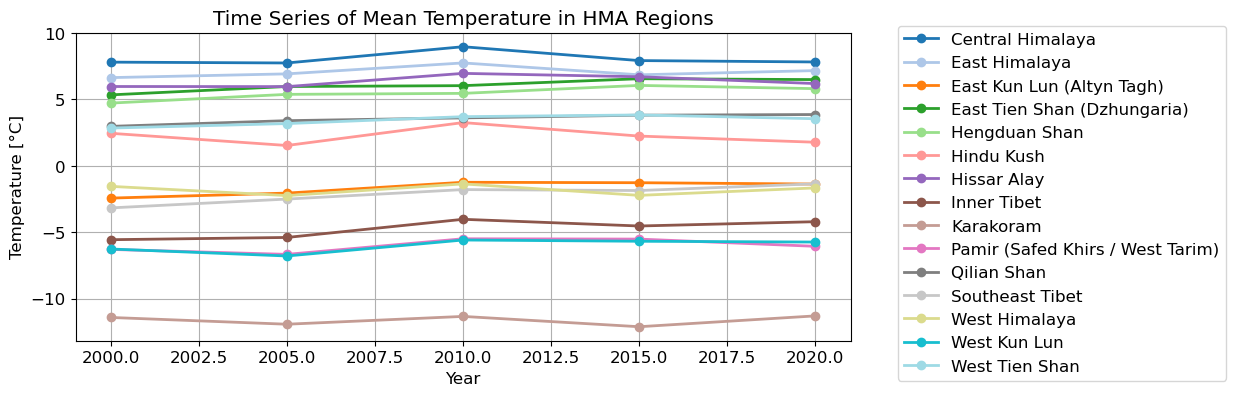 Time Series of Mean Temperature in HMA Regions
Temperature [°C]
10
5
0
−5
−10
2000.0 2002.5 2005.0 2007.5 2010.0 2012.5 2015.0 2017.5 2020.0
Year
Central Himalaya
East Himalaya
East Kun Lun (Altyn Tagh)
East Tien Shan (Dzhungaria)
Hengduan Shan
Hindu Kush
Hissar Alay
Inner Tibet
Karakoram
Pamir (Safed Khirs / West Tarim)
Qilian Shan
Southeast Tibet
West Himalaya
West Kun Lun
West Tien Shan